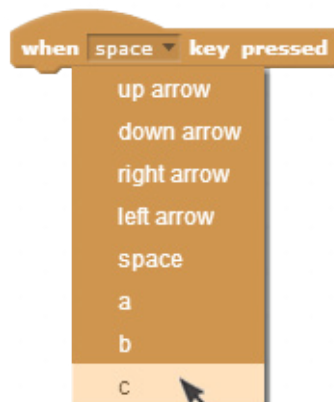 when space key pressed
up arrow
down arrow
right arrow
left arrow
space
a
b
c